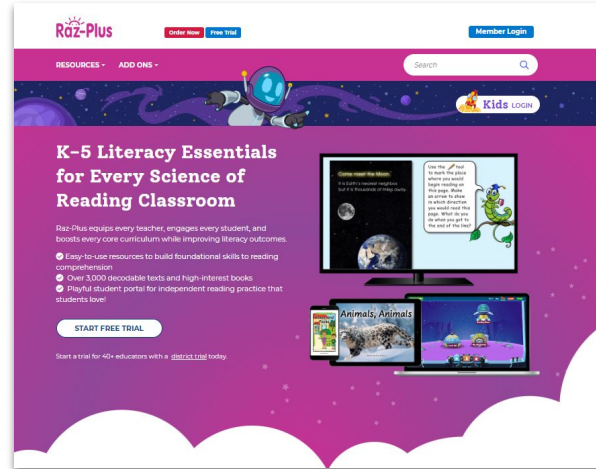 Raz-Plus
Order Now
Free Trial
Member Login
RESOURCES
ADD ONS
Search
Kids LOGIN
K-5 Literacy Essentials
for Every Science of
Reading Classroom
Raz-Plus equips every teacher, engages every student, and
boosts every core curriculum while improving literacy outcomes.
Easy-to-use resources to build foundational skills to reading
comprehension
Over 3,000 decodable texts and high-interest books
Playful student portal for independent reading practice that
students love!
START FREE TRIAL
Start a trial for 40+ educators with a district trial today.
Come meet the Moon.
It is Earth's nearest neighbor,
but it is thousands of miles away.
Use the tool
to mark the place
where you would
begin reading on
this page. Make
an arrow to show
in which direction
you would read this
page. What do you
do when you get to
the end of the line?
Animals, Animals